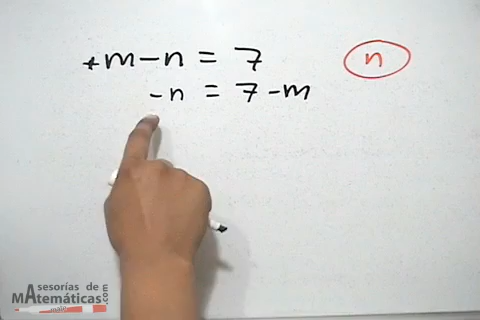 +m-n = 7
n
-n = 7-m
Asesorías de
MAtemáticas.com